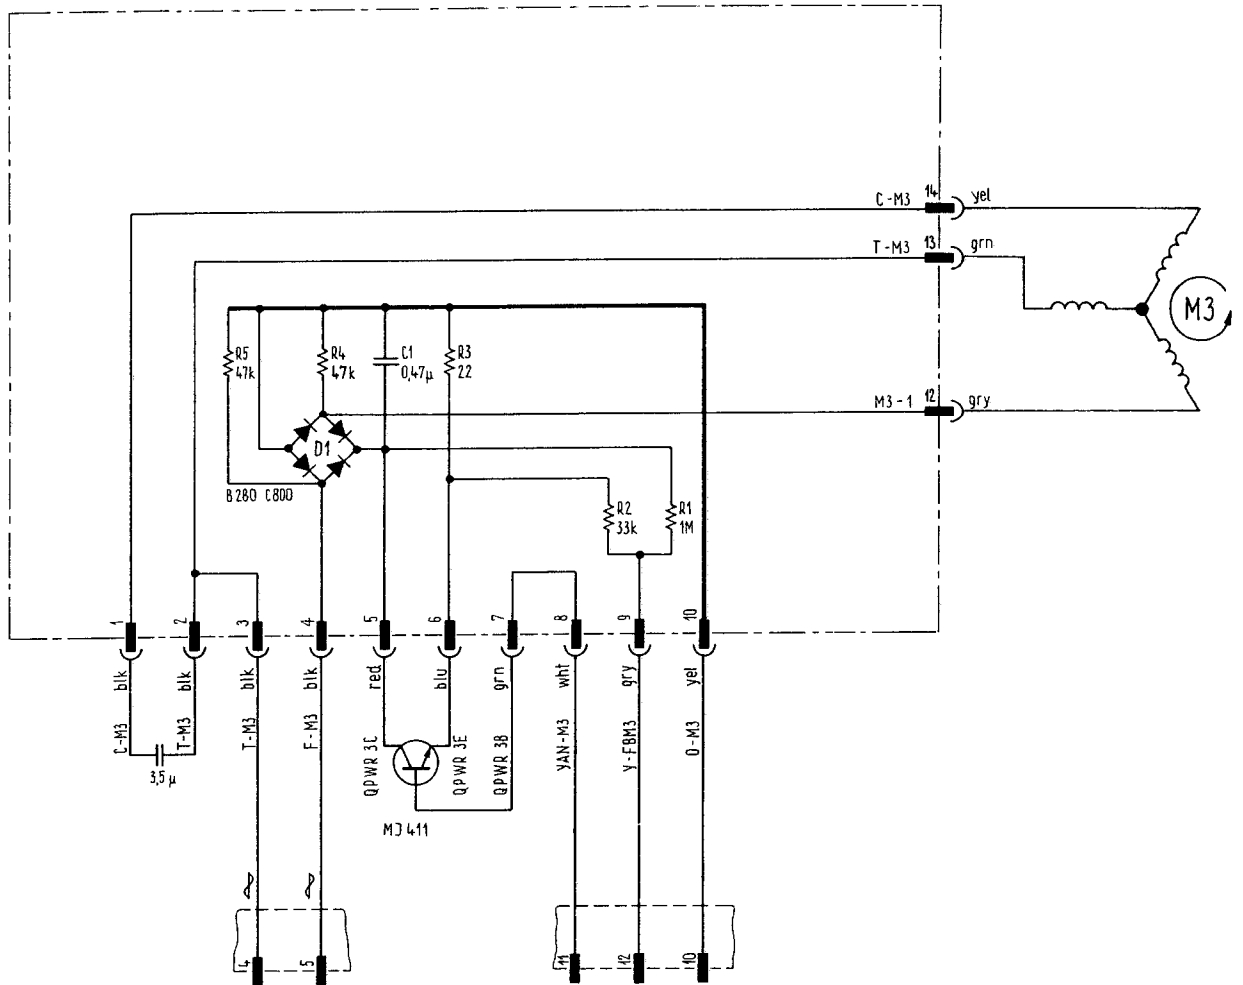 C-M3 14 yel
T-M3 13 grn
M3
R5
47k
R4
47k
C1
0,47µ
R3
22
M3-1 12 gry
D1
B280 C800
R2
33k
R1
1M
1 2 3 4 5 6 7 8 9 10
blk blk blk blk red blu grn wht gry yel
C-M3 T-M3 T-M3 F-M3 QPWR 3C QPWR 3E QPWR 3B YAN-M3 Y-FBM3 0-M3
3,5µ
MJ411
4 5 11 12 10